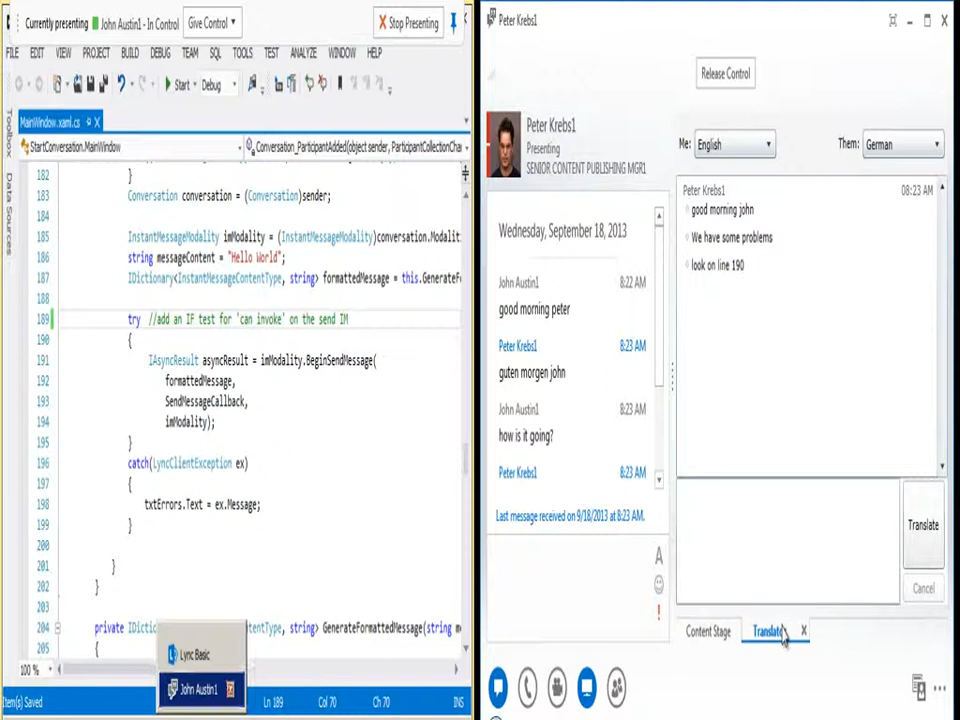 Currently presenting John Austin1 - In Control Give Control Stop Presenting
FILE EDIT VIEW PROJECT BUILD DEBUG TEAM SQL TOOLS TEST ANALYZE WINDOW HELP
Start Debug
MainWindow.xaml.cs
StartConversation.MainWindow Conversation_ParticipantAdded(object sender, ParticipantCollectionCha
Toolbox
Data Sources
182 }
183 Conversation conversation = (Conversation)sender;
184
185 InstantMessageModality imModality = (InstantMessageModality)conversation.Modalit
186 string messageContent = "Hello World";
187 IDictionary<InstantMessageContentType, string> formattedMessage = this.GenerateFo
188
189 try //add an IF test for 'can invoke' on the send IM
190 {
191 IAsyncResult asyncResult = imModality.BeginSendMessage(
192 formattedMessage,
193 SendMessageCallback,
194 imModality);
195 }
196 catch(LyncClientException ex)
197 {
198 txtErrors.Text = ex.Message;
199 }
200
201 }
202 }
203
204 private IDictio ntType, string> GenerateFormattedMessage(string m
205 {
100 %
Lync Basic
John Austin1
Item(s) Saved Ln 189 Col 70 Ch 70 INS
Peter Krebs1
Release Control
Peter Krebs1
Presenting
SENIOR CONTENT PUBLISHING MGR1
Me: English Them: German
Wednesday, September 18, 2013
John Austin1 8:22 AM
good morning peter
Peter Krebs1 8:23 AM
guten morgen john
John Austin1 8:23 AM
how is it going?
Peter Krebs1 8:23 AM
Last message received on 9/18/2013 at 8:23 AM.
Peter Krebs1 08:23 AM
good morning john
We have some problems
look on line 190
Translate
Cancel
Content Stage Translator